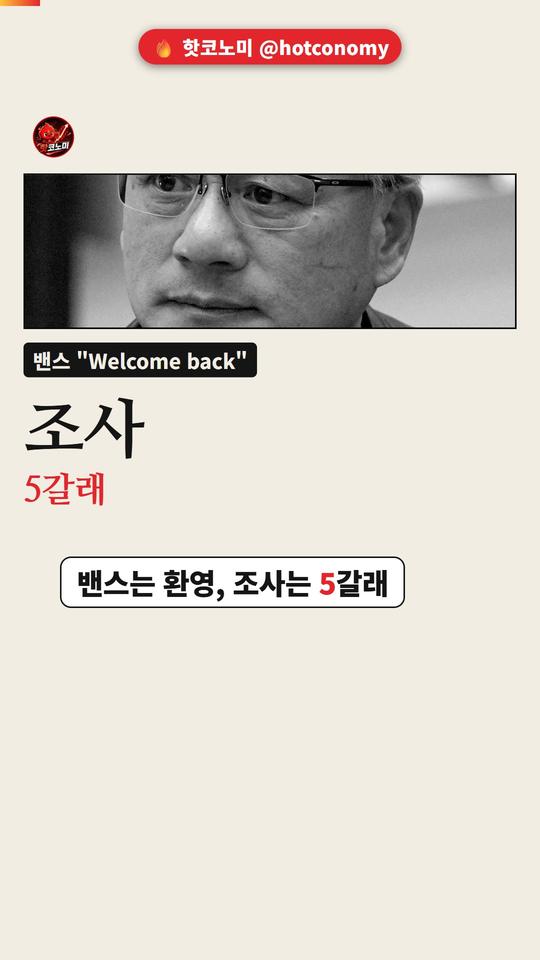 핫코노미 @hotconomy
핫코노미
밴스 "Welcome back"
조사
5갈래
밴스는 환영, 조사는 5갈래